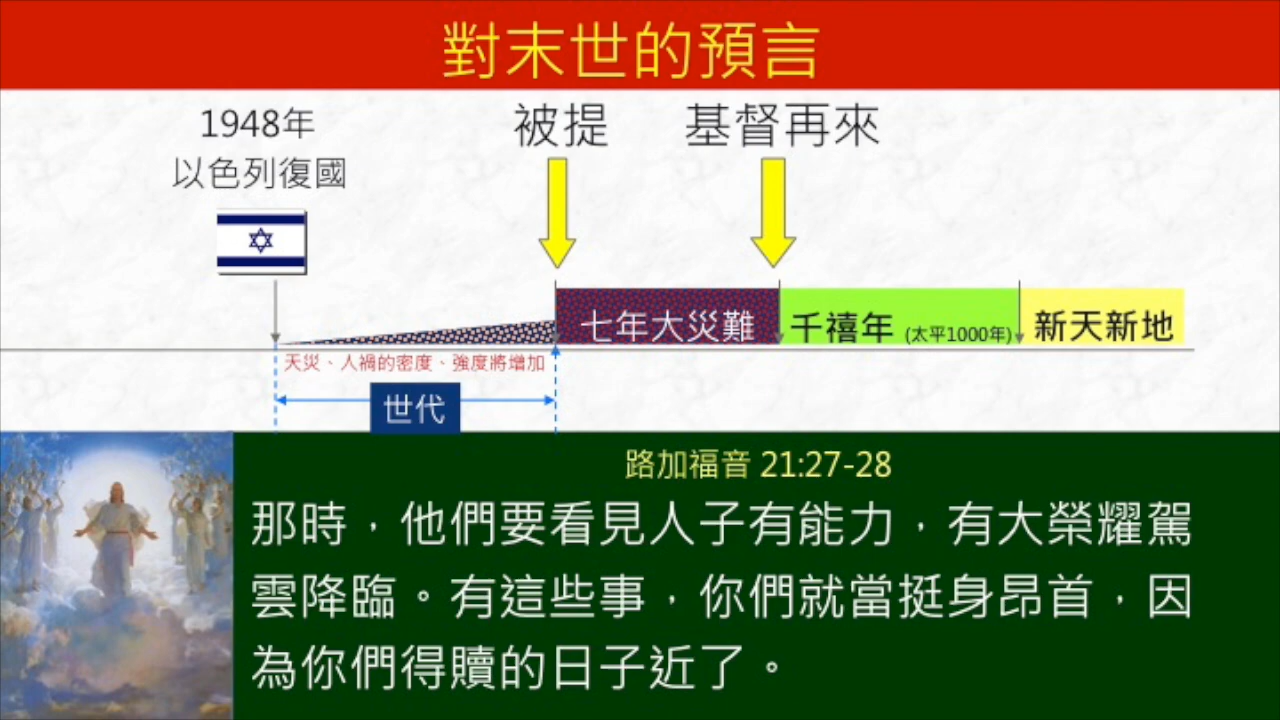 對末世的預言
1948年
以色列復國
被提
基督再來
七年大災難
千禧年 (太平1000年)
新天新地
天災、人禍的密度、強度將增加
世代
路加福音 21:27-28
那時，他們要看見人子有能力，有大榮耀駕
雲降臨。有這些事，你們就當挺身昂首，因
為你們得贖的日子近了。